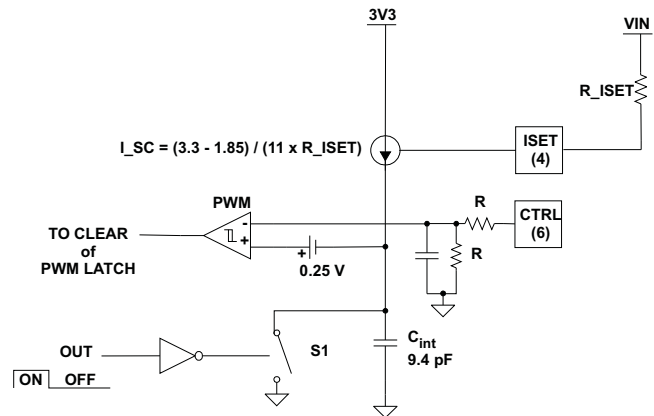 3V3
VIN
R_ISET
I_SC = (3.3 - 1.85) / (11 x R_ISET)
ISET
(4)
PWM
R
CTRL
(6)
-
+
TO CLEAR
of
PWM LATCH
+
0.25 V
R
OUT
S1
Cint
9.4 pF
ON OFF